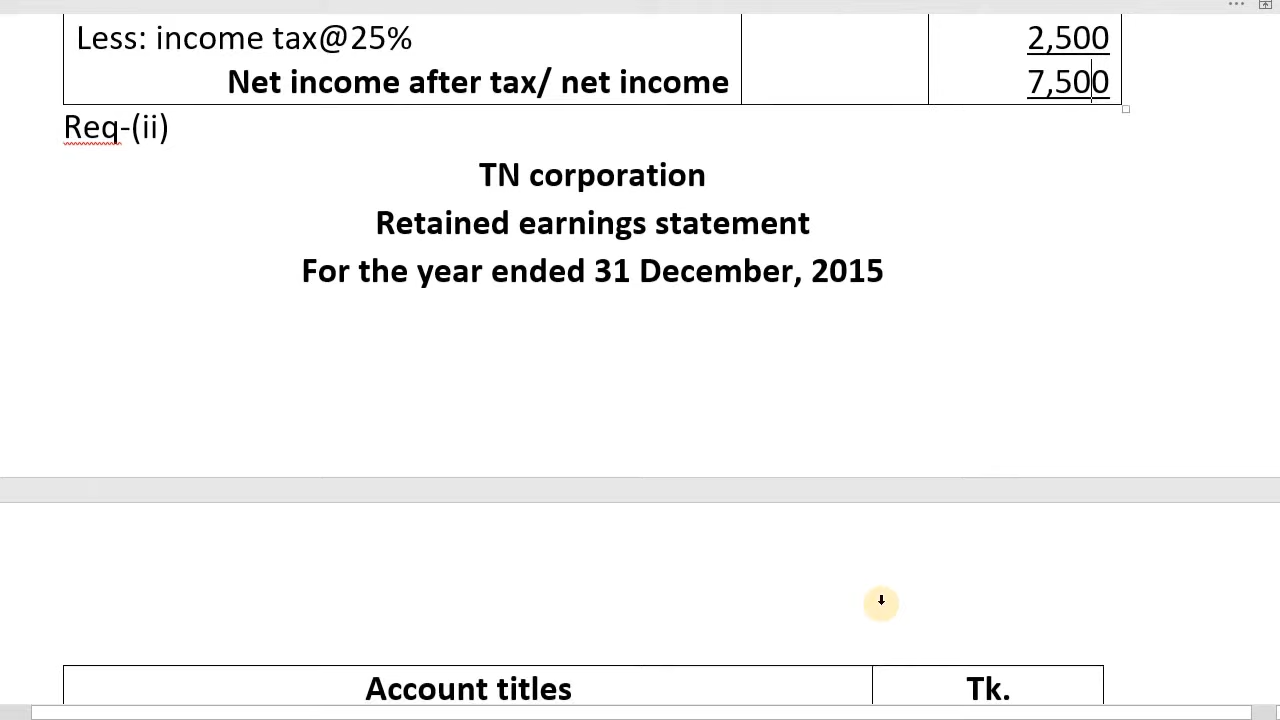 Less: income tax@25% 2,500
Net income after tax/ net income 7,500
Req-(ii)
TN corporation
Retained earnings statement
For the year ended 31 December, 2015
Account titles Tk.